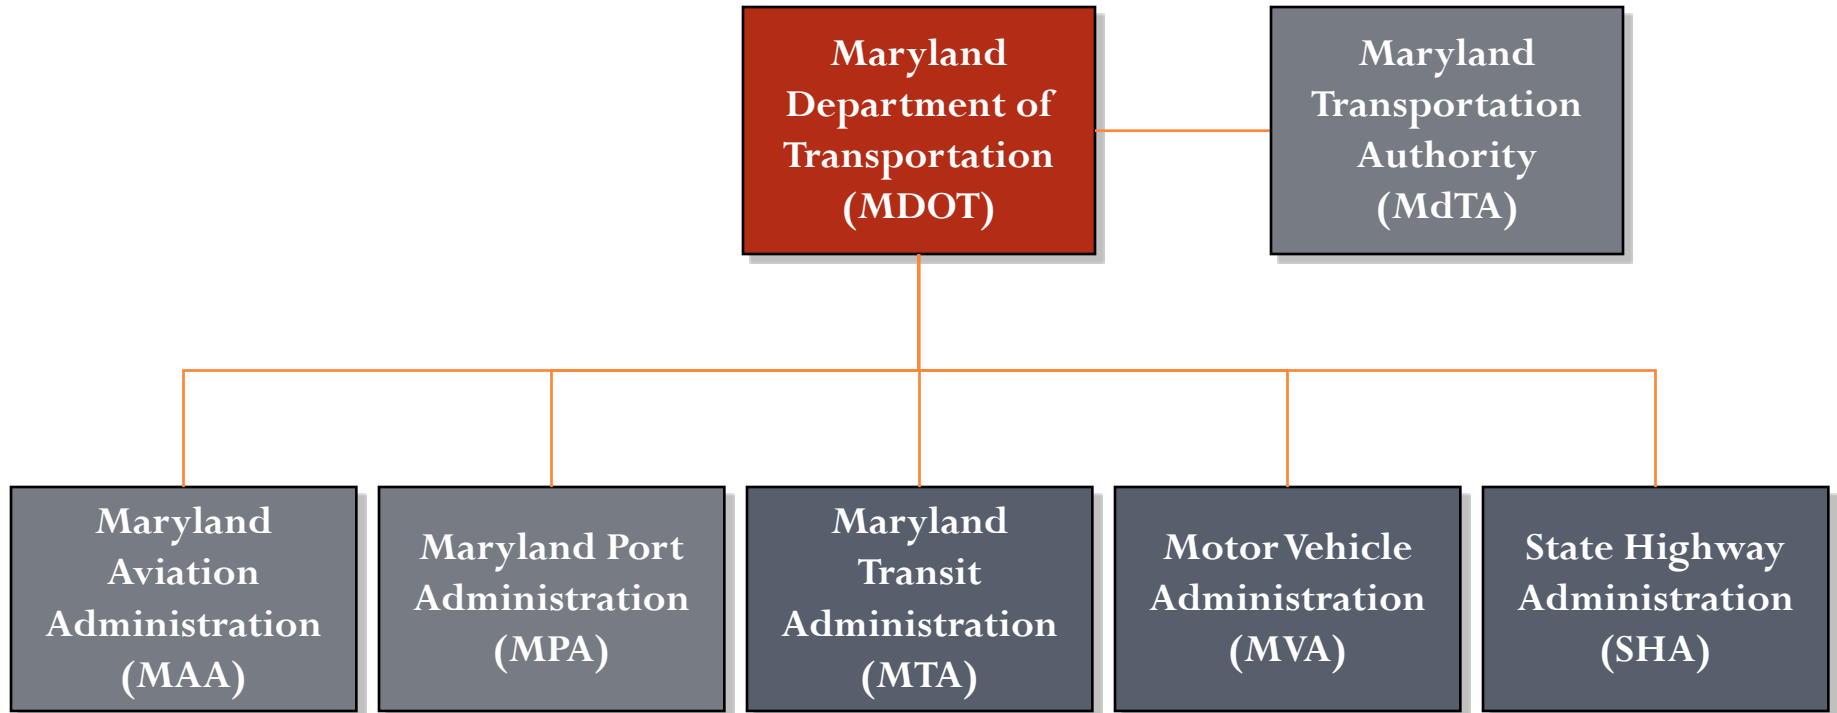 Maryland
Department of
Transportation
(MDOT)
Maryland
Transportation
Authority
(MdTA)
Maryland
Aviation
Administration
(MAA)
Maryland Port
Administration
(MPA)
Maryland
Transit
Administration
(MTA)
Motor Vehicle
Administration
(MVA)
State Highway
Administration
(SHA)